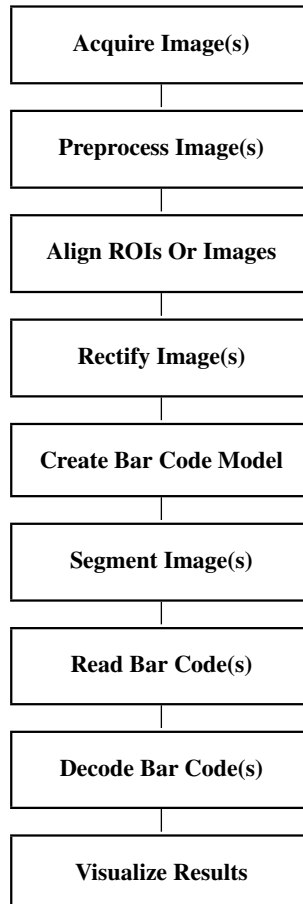 Acquire Image(s)
Preprocess Image(s)
Align ROIs Or Images
Rectify Image(s)
Create Bar Code Model
Segment Image(s)
Read Bar Code(s)
Decode Bar Code(s)
Visualize Results